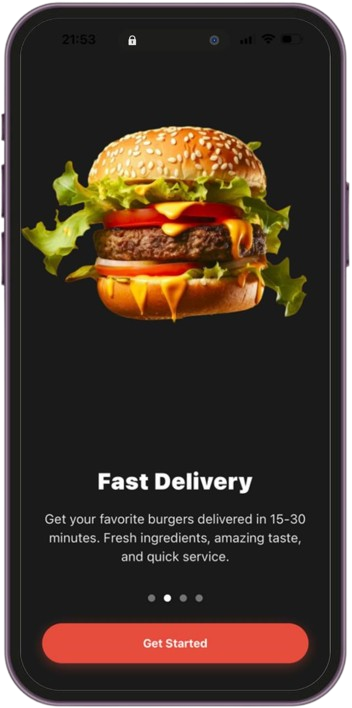 21:53
Fast Delivery
Get your favorite burgers delivered in 15-30
minutes. Fresh ingredients, amazing taste,
and quick service.
Get Started